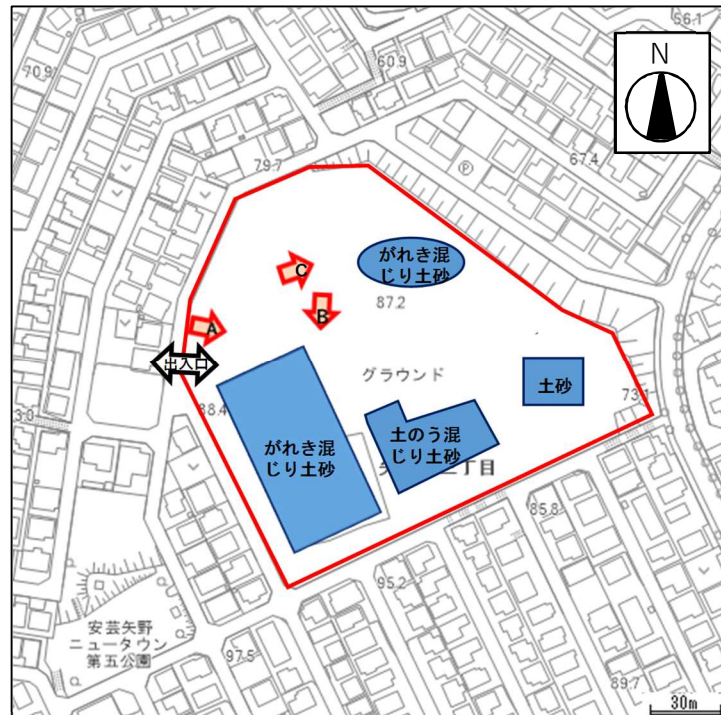 56.1
N
70.9
60.9
79.7
67.4
P
C
がれき混
じり土砂
87.2
B
A
出入口
グラウンド
土砂
73.1
88.4
土のう混
じり土砂
がれき混
じり土砂
二丁目
85.8
95.2
安芸矢野
ニュータウン
第五公園
97.5
89.7
30m